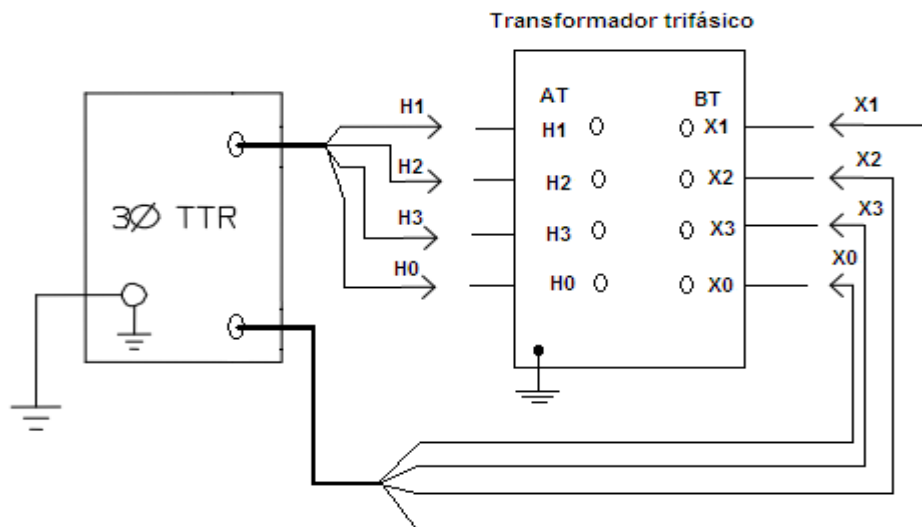 Transformador trifásico
3Ø TTR
H1
H2
H3
H0
AT
H1
H2
H3
H0
BT
X1
X2
X3
X0
X1
X2
X3
X0